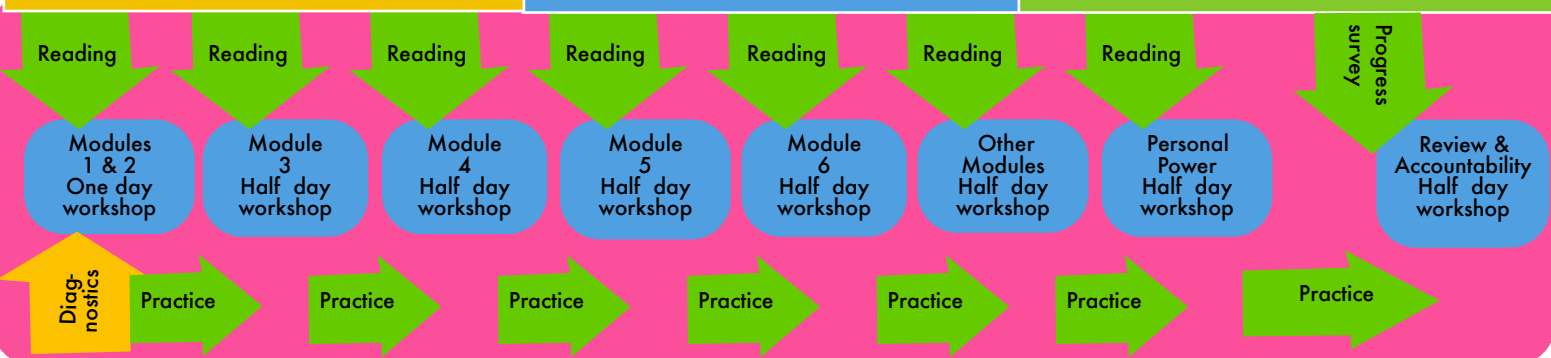 Reading
Reading
Reading
Reading
Reading
Reading
Reading
Progress
survey
Modules
1 & 2
One day
workshop
Module
3
Half day
workshop
Module
4
Half day
workshop
Module
5
Half day
workshop
Module
6
Half day
workshop
Other
Modules
Half day
workshop
Personal
Power
Half day
workshop
Review &
Accountability
Half day
workshop
Diag-
nostics
Practice
Practice
Practice
Practice
Practice
Practice
Practice